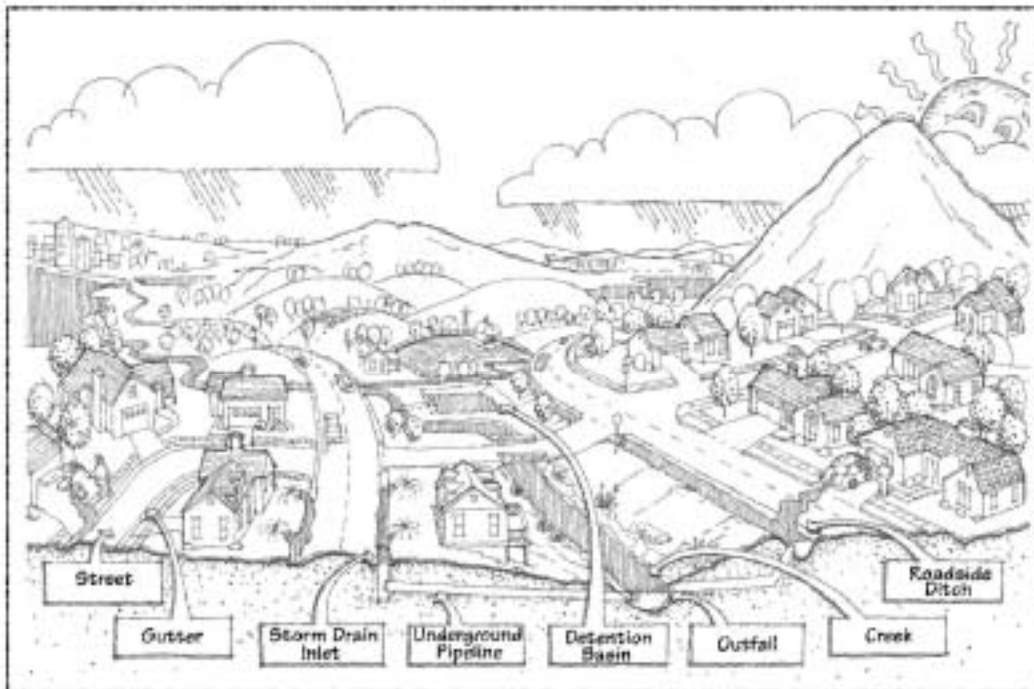 Street
Gutter
Storm Drain
Inlet
Underground
Pipeline
Detention
Basin
Outfall
Creek
Roadside
Ditch